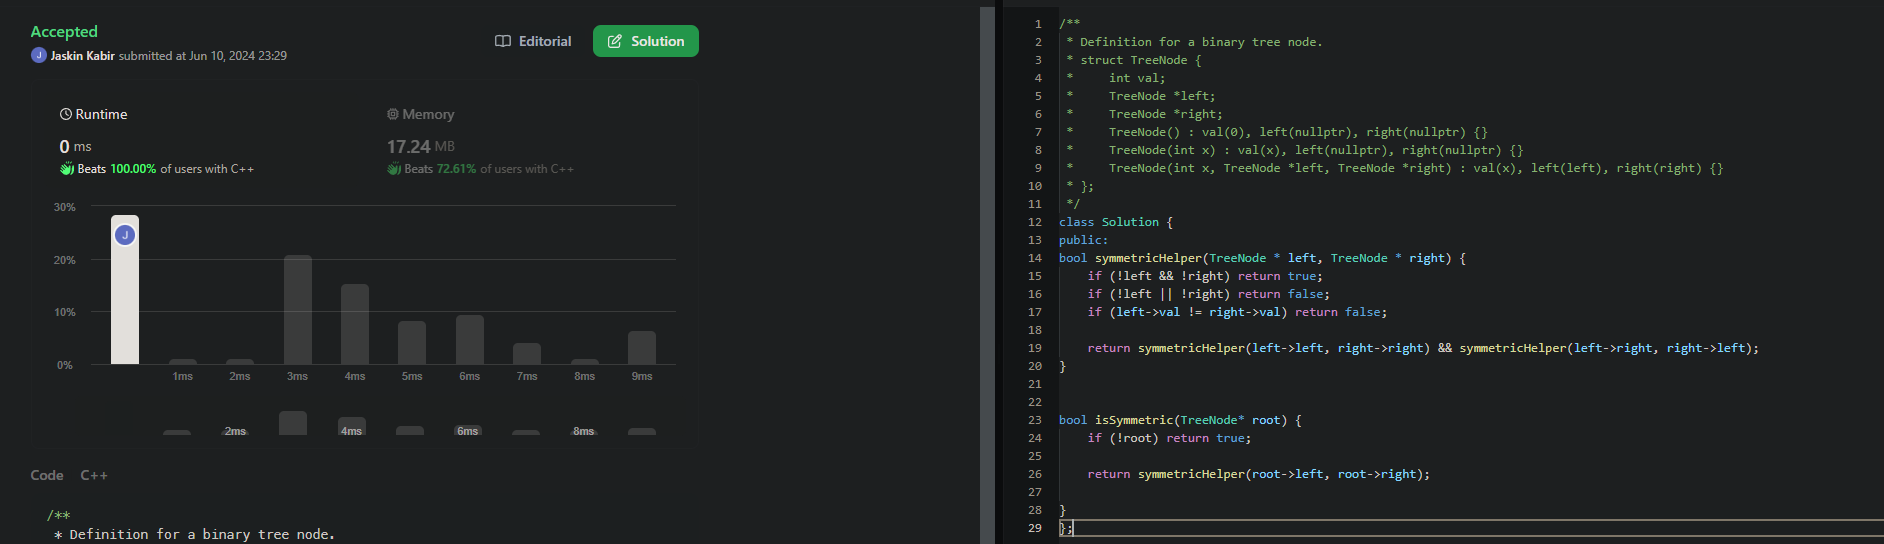 Accepted
J Jaskin Kabir submitted at Jun 10, 2024 23:29
Editorial
Solution
Runtime
0 ms
Beats 100.00% of users with C++
Memory
17.24 MB
Beats 72.61% of users with C++
30%
20%
10%
0%
J
1ms 2ms 3ms 4ms 5ms 6ms 7ms 8ms 9ms
2ms 4ms 6ms 8ms
Code C++
/**
 * Definition for a binary tree node.
1 /**
2  * Definition for a binary tree node.
3  * struct TreeNode {
4  *     int val;
5  *     TreeNode *left;
6  *     TreeNode *right;
7  *     TreeNode() : val(0), left(nullptr), right(nullptr) {}
8  *     TreeNode(int x) : val(x), left(nullptr), right(nullptr) {}
9  *     TreeNode(int x, TreeNode *left, TreeNode *right) : val(x), left(left), right(right) {}
10  * };
11  */
12 class Solution {
13 public:
14 bool symmetricHelper(TreeNode * left, TreeNode * right) {
15     if (!left && !right) return true;
16     if (!left || !right) return false;
17     if (left->val != right->val) return false;
18
19     return symmetricHelper(left->left, right->right) && symmetricHelper(left->right, right->left);
20 }
21
22
23 bool isSymmetric(TreeNode* root) {
24     if (!root) return true;
25
26     return symmetricHelper(root->left, root->right);
27
28 }
29 };